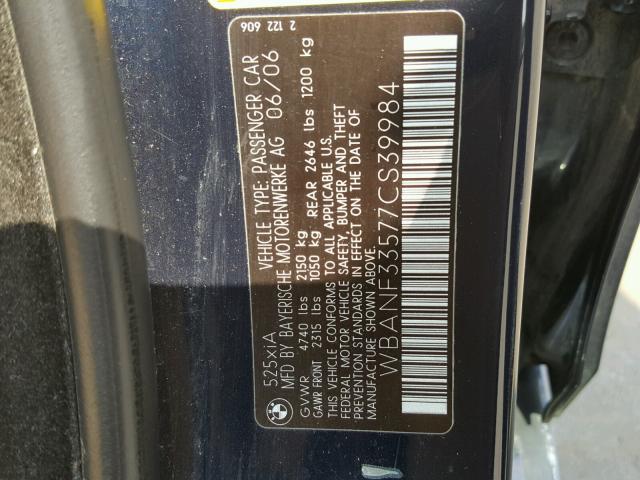 2 122 606
525xiA
VEHICLE TYPE: PASSENGER CAR
MFD BY BAYERISCHE MOTORENWERKE AG 06/06
GVWR 4740 lbs 2150 kg
GAWR FRONT 2315 lbs 1050 kg REAR 2646 lbs 1200 kg
THIS VEHICLE CONFORMS TO ALL APPLICABLE U.S.
FEDERAL MOTOR VEHICLE SAFETY, BUMPER AND THEFT
PREVENTION STANDARDS IN EFFECT ON THE DATE OF
MANUFACTURE SHOWN ABOVE.
WBANF33577CS39984